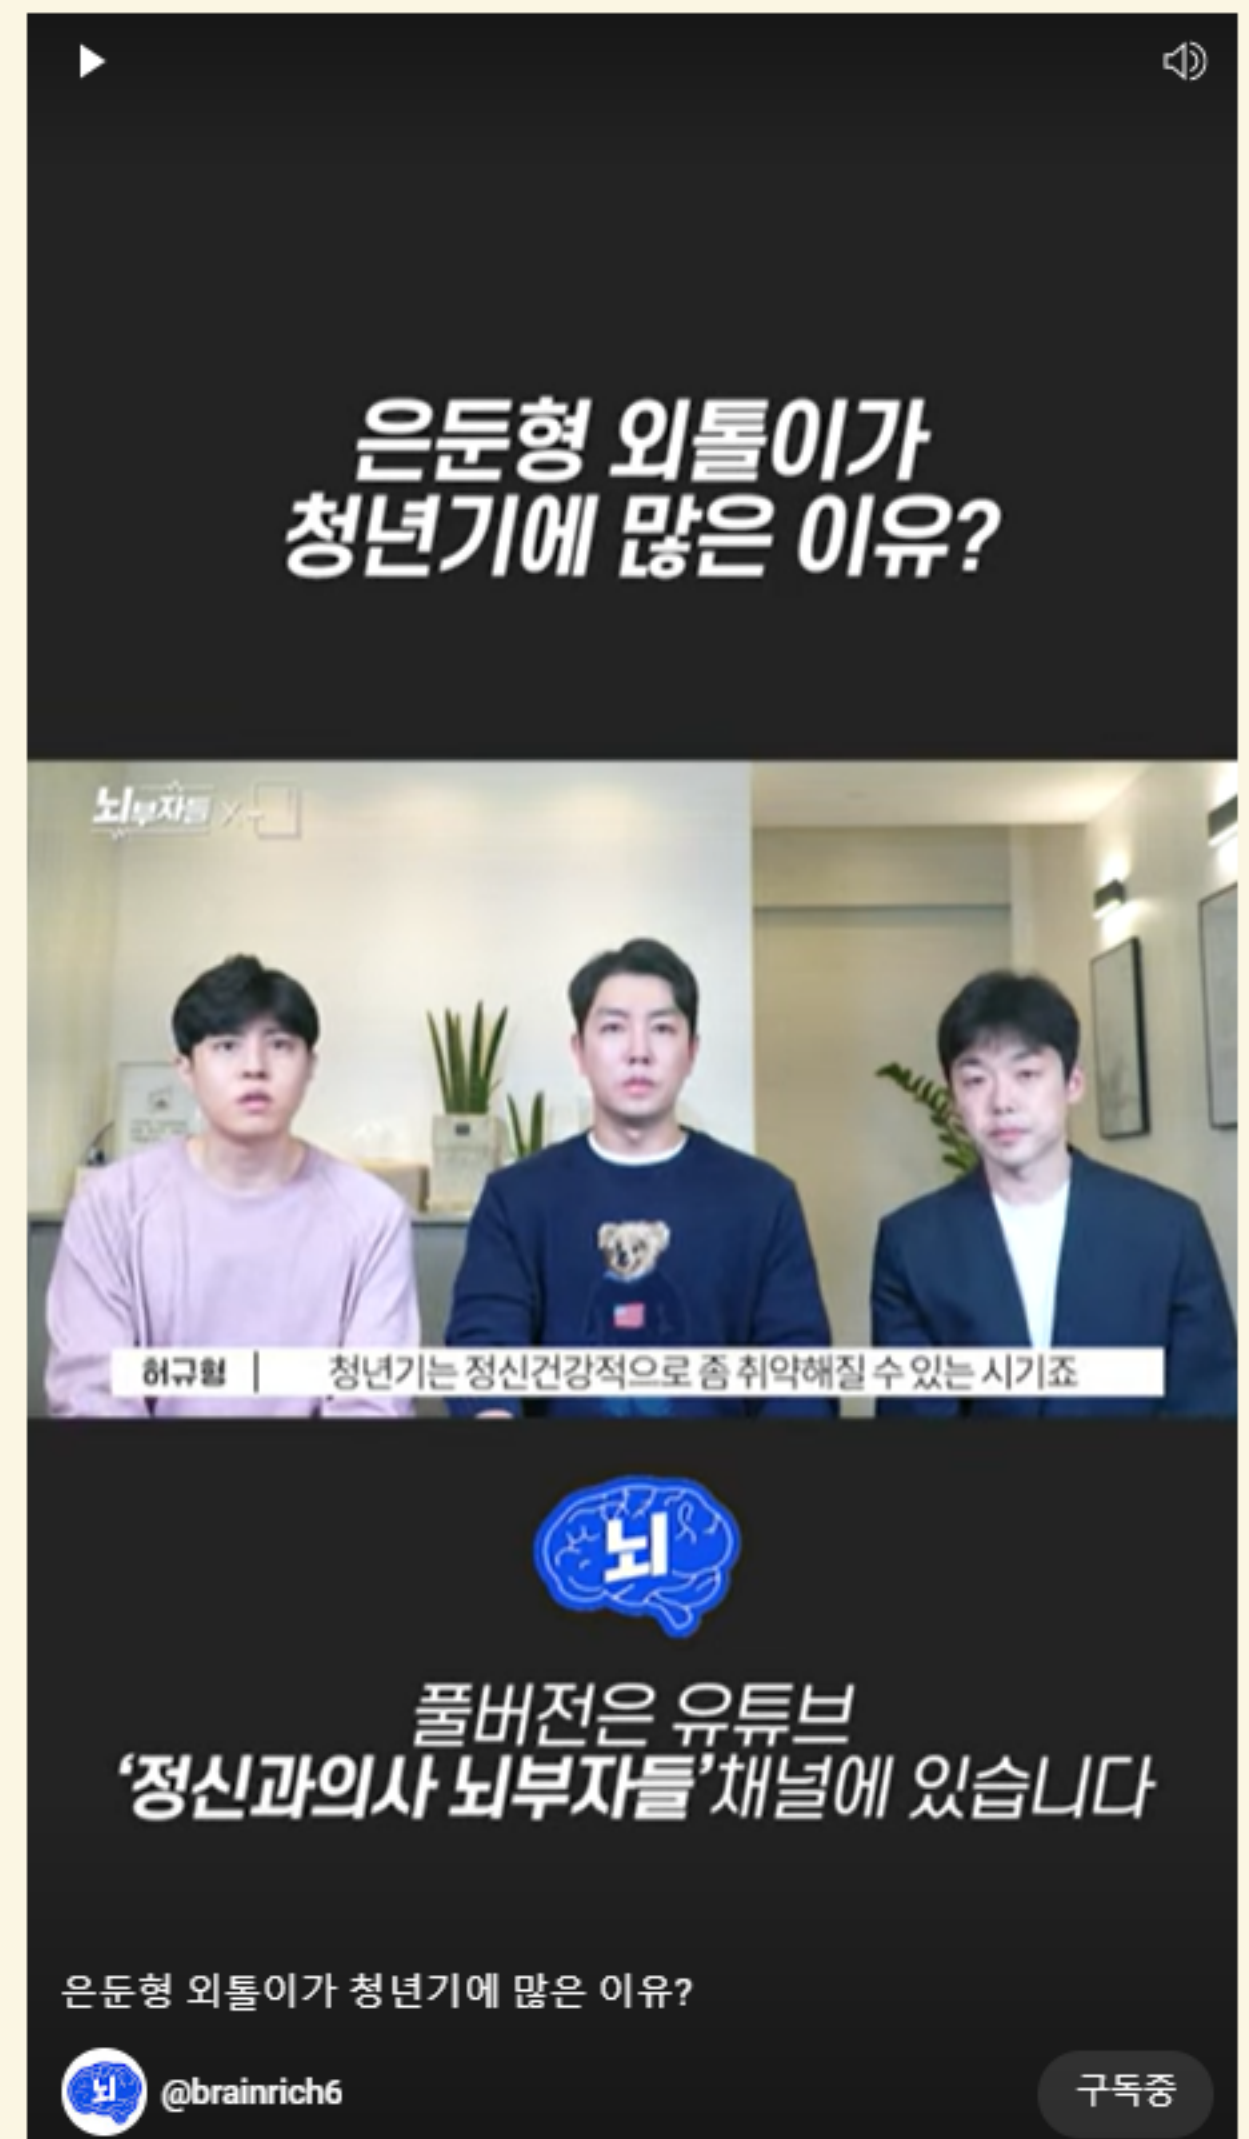 은둔형 외톨이가
청년기에 많은 이유?
뇌부자들 X
허규형 | 청년기는 정신건강적으로 좀 취약해질 수 있는 시기죠
뇌
풀버전은 유튜브
‘정신과의사 뇌부자들’채널에 있습니다
은둔형 외톨이가 청년기에 많은 이유?
뇌
@brainrich6
구독중